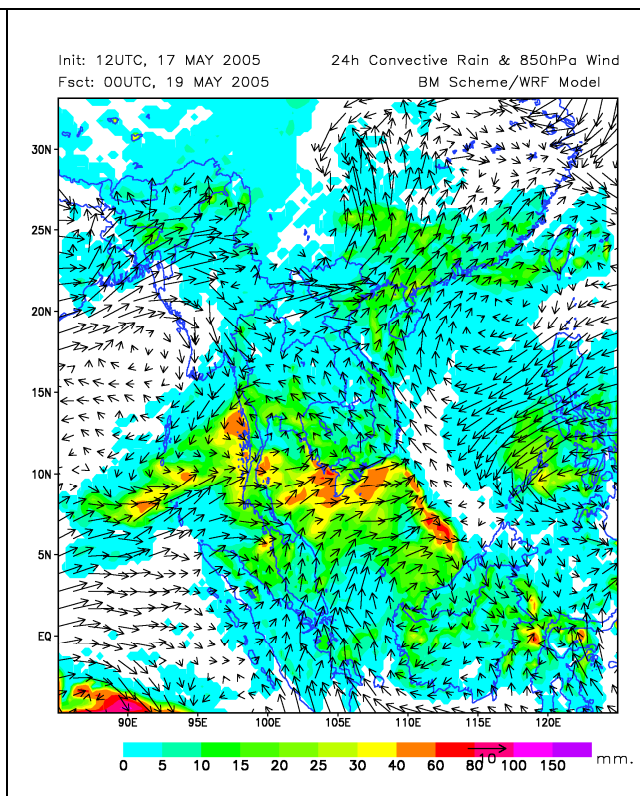 Init: 12UTC, 17 MAY 2005 24h Convective Rain & 850hPa Wind
Fsct: 00UTC, 19 MAY 2005 BM Scheme/WRF Model
30N
25N
20N
15N
10N
5N
EQ
90E 95E 100E 105E 110E 115E 120E
10
0 5 10 15 20 25 30 40 60 80 100 150 mm.